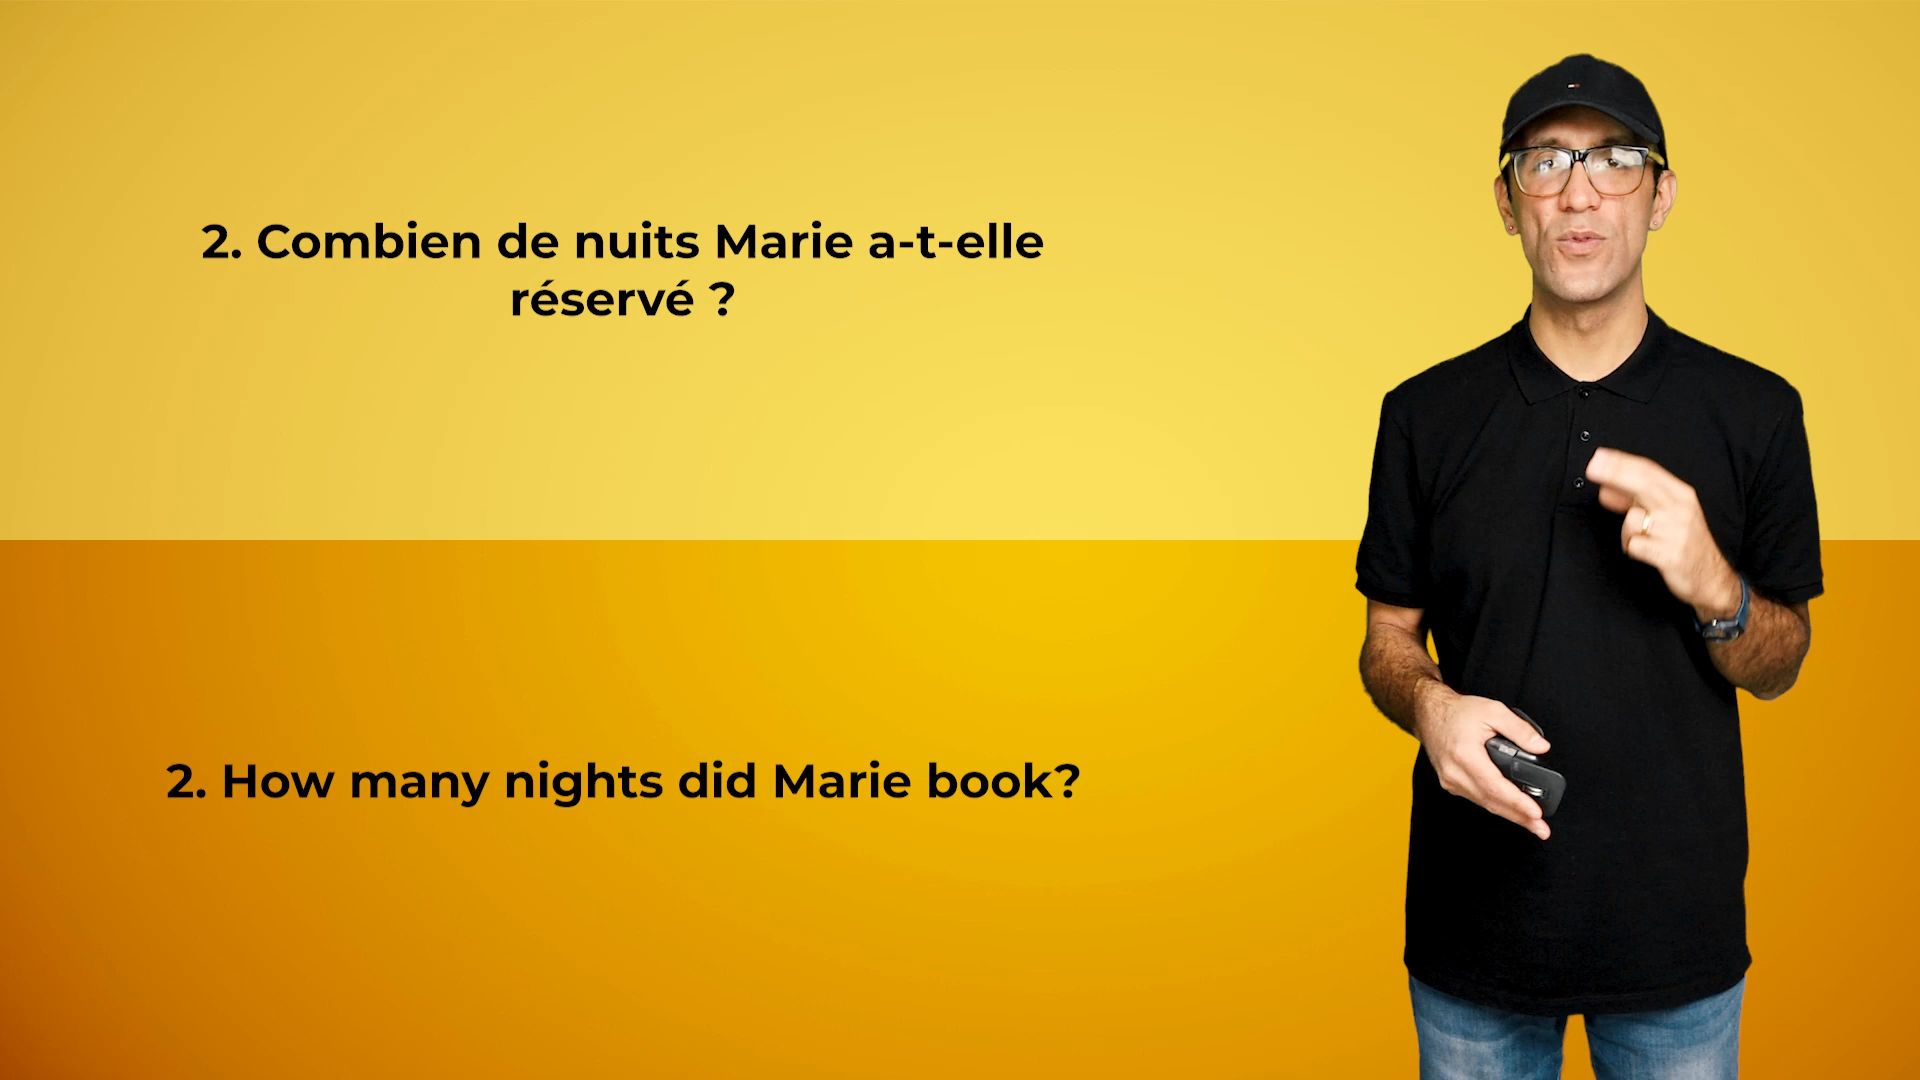 2. Combien de nuits Marie a-t-elle
réservé ?
2. How many nights did Marie book?